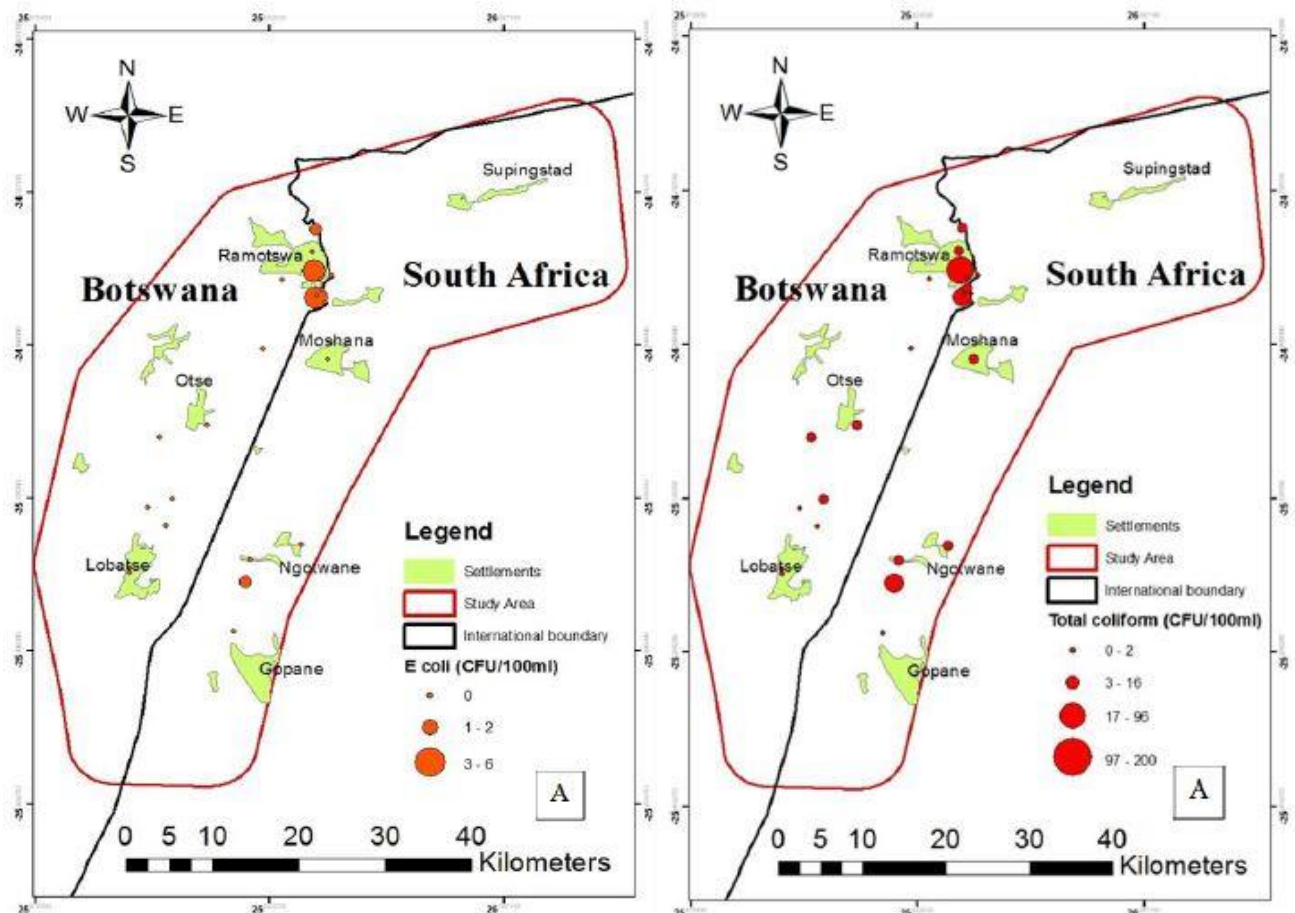 25
25
26
N
W E
S
Supingstad
Ramotswa
Botswana
South Africa
Moshana
Otse
Lobatse
Ngotwane
Gopane
Legend
Settlements
Study Area
International boundary
E coli (CFU/100ml)
0
1 - 2
3 - 6
A
0 5 10 20 30 40
Kilometers
N
W E
S
Supingstad
Ramotswa
Botswana
South Africa
Moshana
Otse
Lobatse
Ngotwane
Gopane
Legend
Settlements
Study Area
International boundary
Total coliform (CFU/100ml)
0 - 2
3 - 16
17 - 96
97 - 200
A
0 5 10 20 30 40
Kilometers